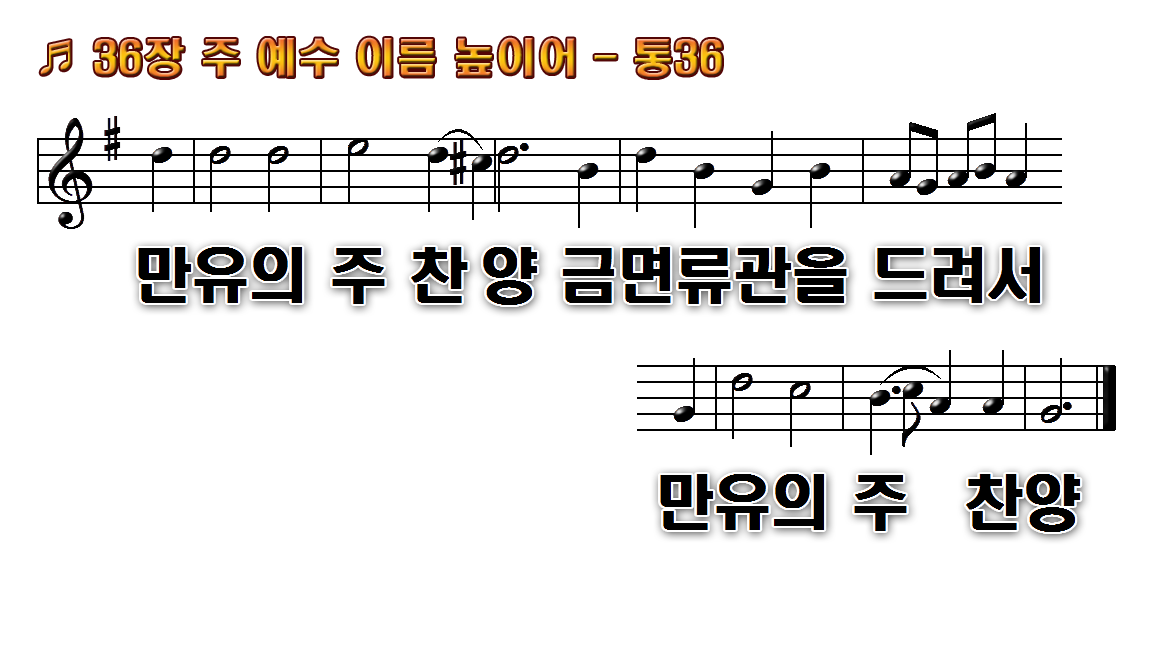 ♬ 36장 주 예수 이름 높이어 - 통36
만유의 주 찬양 금면류관을 드려서
만유의 주 찬양